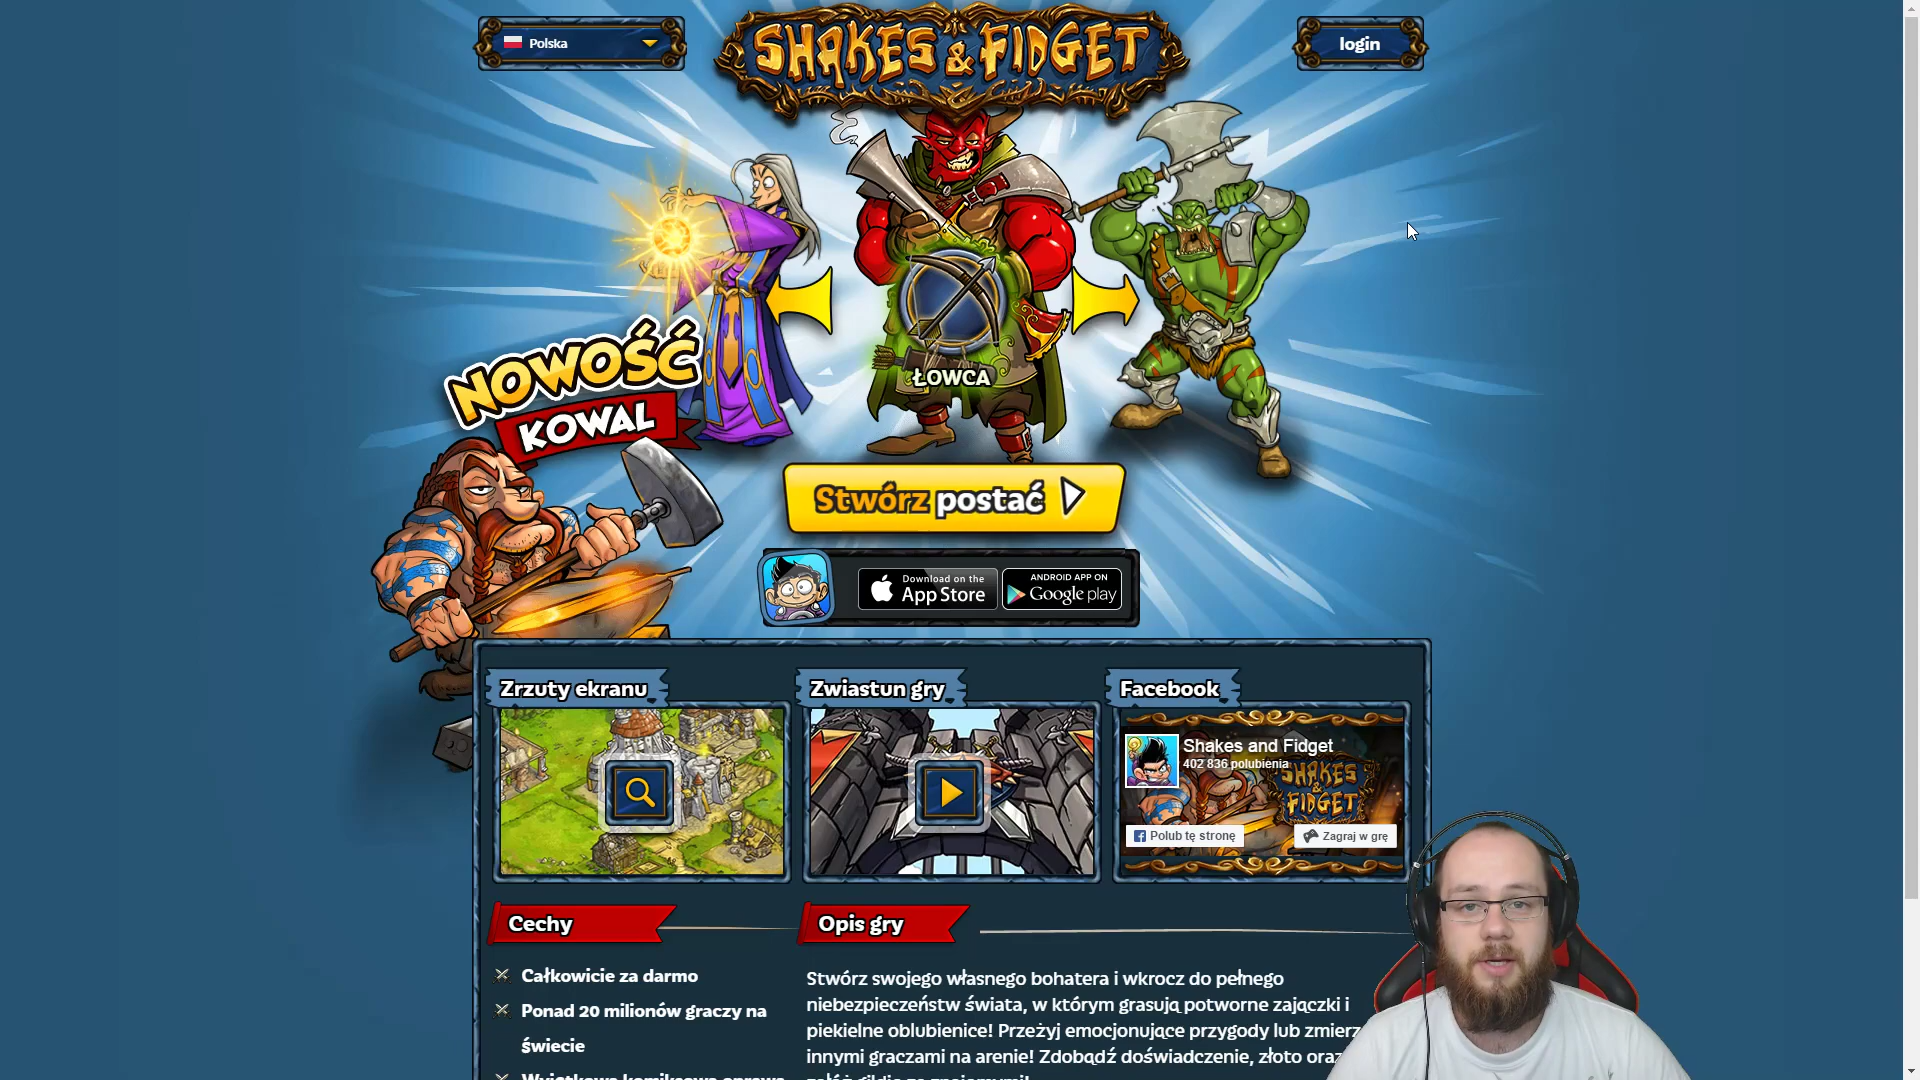 Polska
SHAKES & FIDGET
login
ŁOWCA
NOWOŚĆ
KOWAL
Stwórz postać
Download on the
App Store
ANDROID APP ON
Google play
Zrzuty ekranu
Zwiastun gry
Facebook
Shakes and Fidget
402 836 polubienia
SHAKES
& FIDGET
Polub tę stronę
Zagraj w grę
Cechy
Całkowicie za darmo
Ponad 20 milionów graczy na
świecie
Opis gry
Stwórz swojego własnego bohatera i wkrocz do pełnego
niebezpieczeństw świata, w którym grasują potworne zajączki i
piekielne oblubienice! Przeżyj emocjonujące przygody lub zmierz
innymi graczami na arenie! Zdobądź doświadczenie, złoto oraz